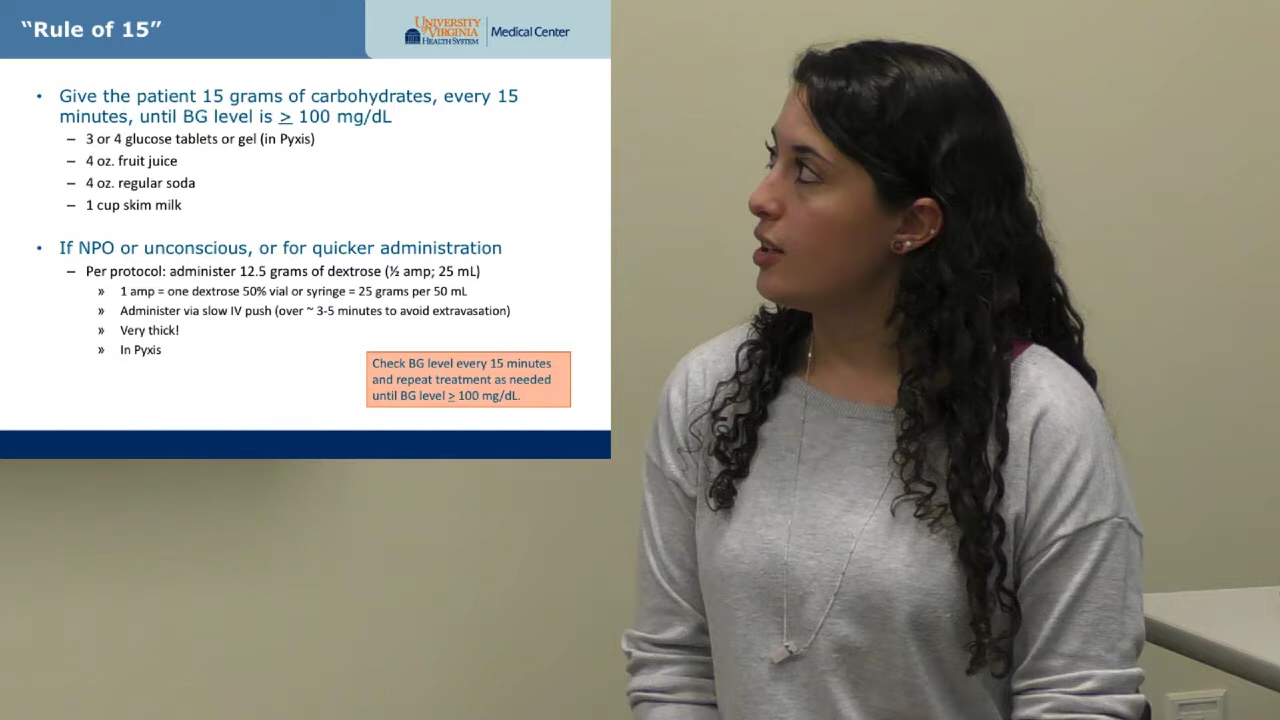 “Rule of 15”
UNIVERSITY
of VIRGINIA
HEALTH SYSTEM
Medical Center
• Give the patient 15 grams of carbohydrates, every 15
minutes, until BG level is > 100 mg/dL
– 3 or 4 glucose tablets or gel (in Pyxis)
– 4 oz. fruit juice
– 4 oz. regular soda
– 1 cup skim milk
• If NPO or unconscious, or for quicker administration
– Per protocol: administer 12.5 grams of dextrose (½ amp; 25 mL)
» 1 amp = one dextrose 50% vial or syringe = 25 grams per 50 mL
» Administer via slow IV push (over ~ 3-5 minutes to avoid extravasation)
» Very thick!
» In Pyxis
Check BG level every 15 minutes
and repeat treatment as needed
until BG level > 100 mg/dL.